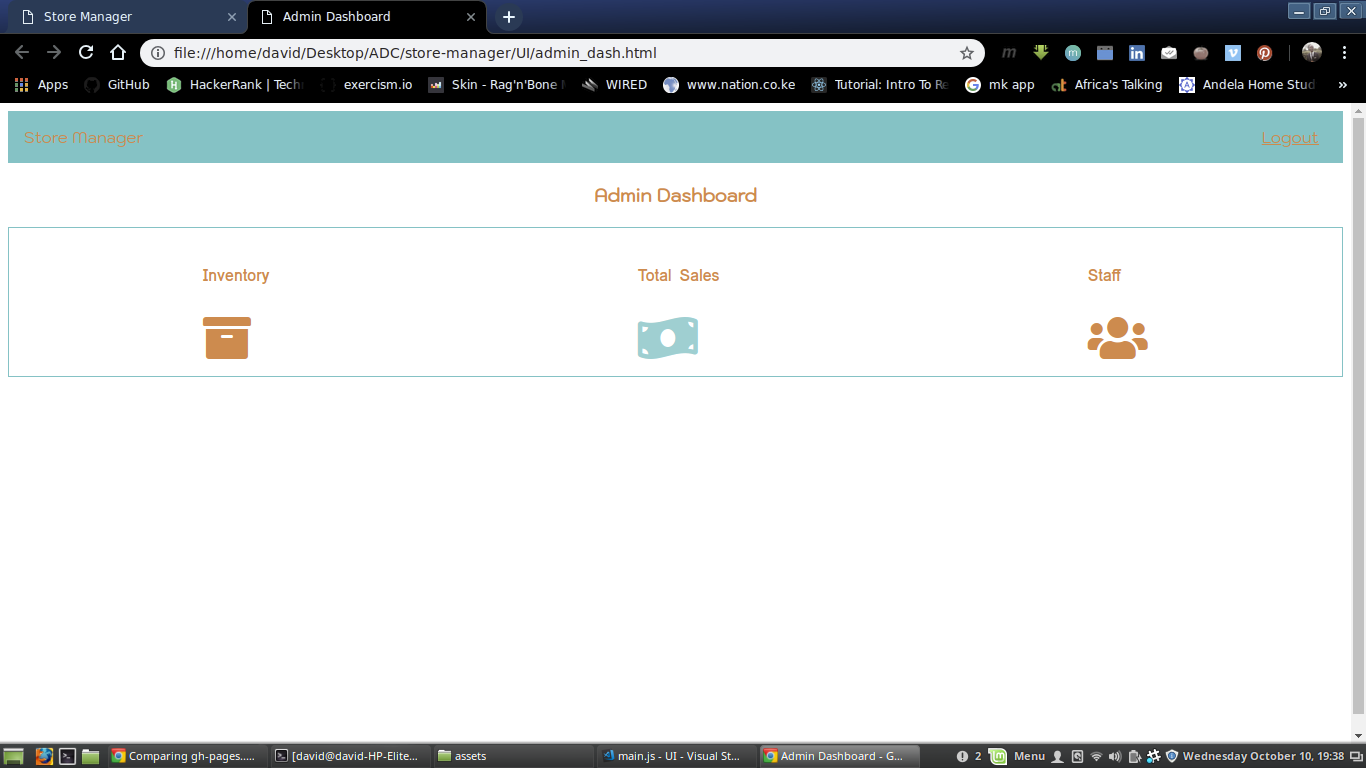 Store Manager
Admin Dashboard
file:///home/david/Desktop/ADC/store-manager/UI/admin_dash.html
m
m
in
v
Apps GitHub HackerRank | Tech exercism.io Skin - Rag'n'Bone WIRED www.nation.co.ke Tutorial: Intro To Re mk app Africa's Talking Andela Home Stud »
Store Manager Logout
Admin Dashboard
Inventory Total Sales Staff
Comparing gh-pages..... [david@david-HP-Elite... assets main.js - UI - Visual St... Admin Dashboard - G... 2 Menu Wednesday October 10, 19:38